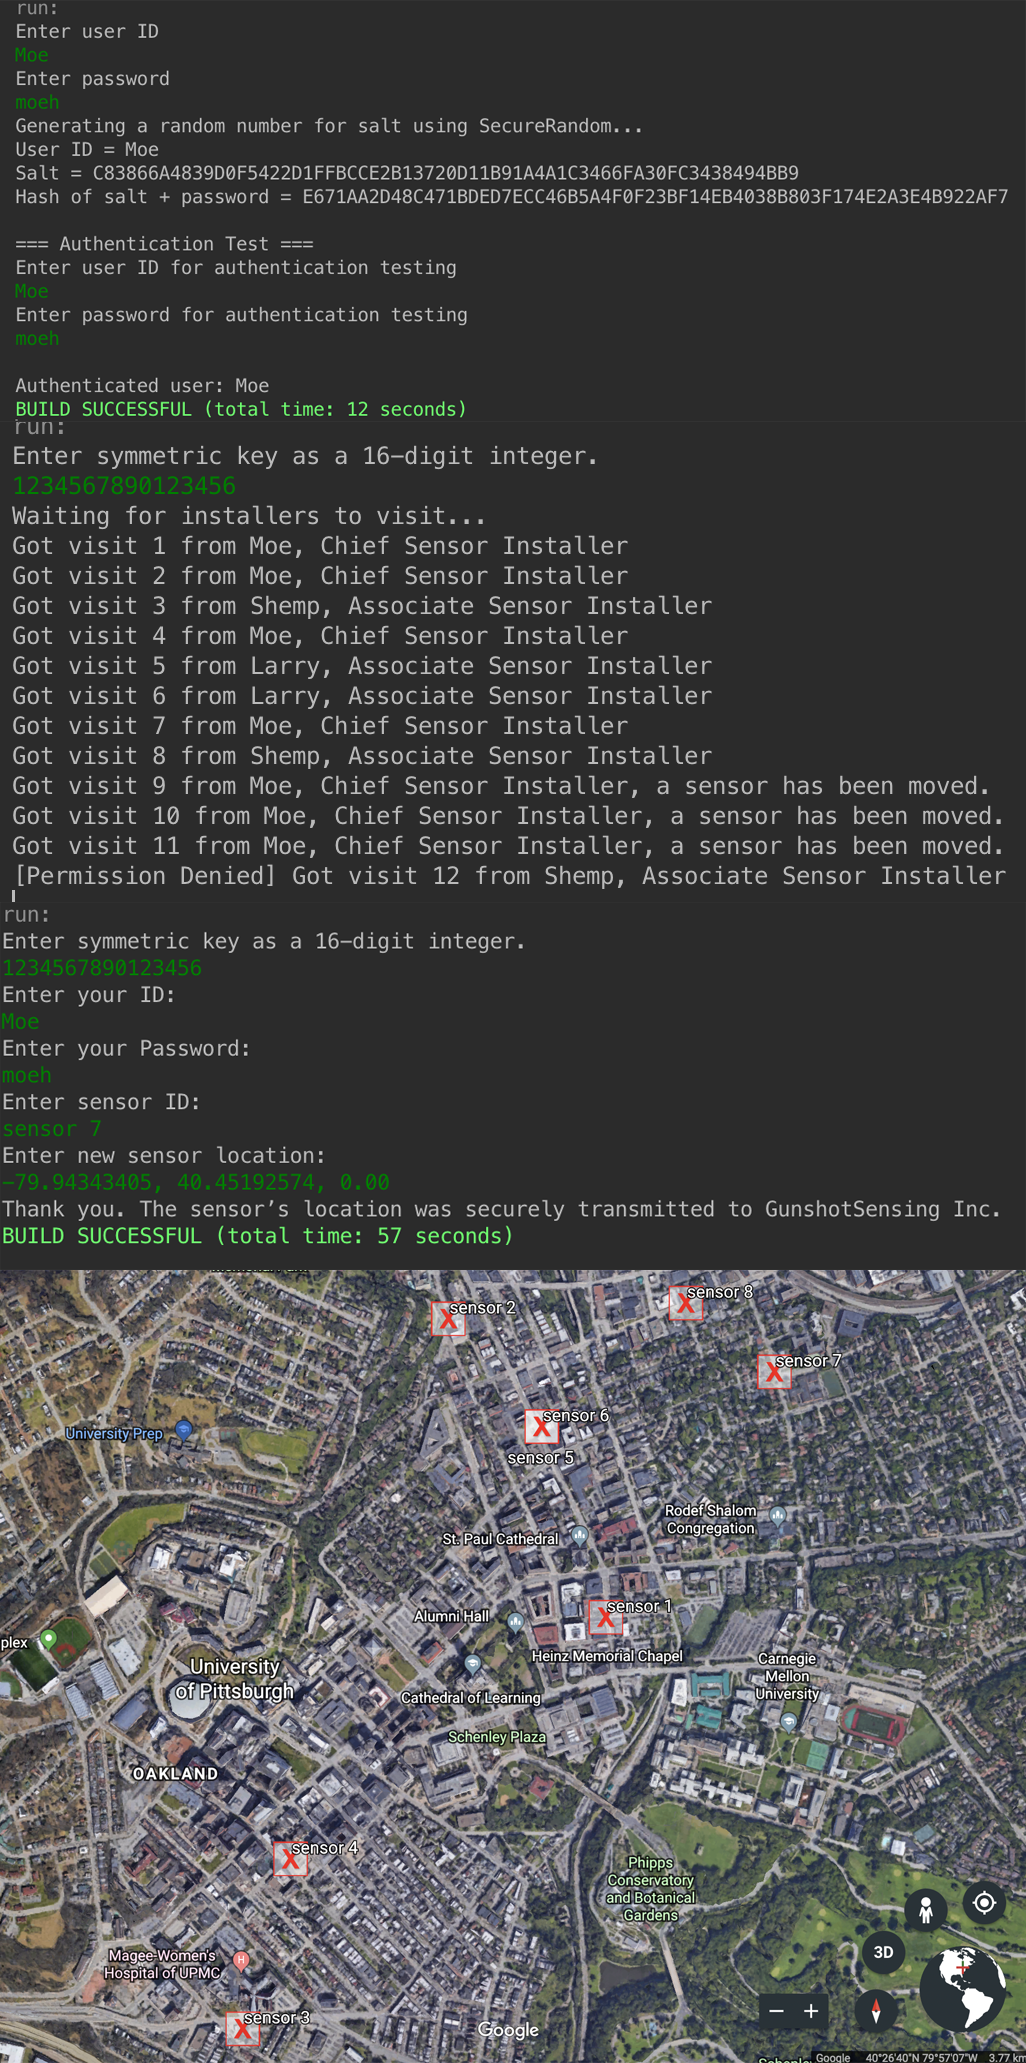 run:
Enter user ID
Moe
Enter password
moeh
Generating a random number for salt using SecureRandom...
User ID = Moe
Salt = C83866A4839D0F5422D1FFBCCE2B13720D11B91A4A1C3466FA30FC3438494BB9
Hash of salt + password = E671AA2D48C471BDED7ECC46B5A4F0F23BF14EB4038B803F174E2A3E4B922AF7
=== Authentication Test ===
Enter user ID for authentication testing
Moe
Enter password for authentication testing
moeh
Authenticated user: Moe
BUILD SUCCESSFUL (total time: 12 seconds)
run:
Enter symmetric key as a 16-digit integer.
1234567890123456
Waiting for installers to visit...
Got visit 1 from Moe, Chief Sensor Installer
Got visit 2 from Moe, Chief Sensor Installer
Got visit 3 from Shemp, Associate Sensor Installer
Got visit 4 from Moe, Chief Sensor Installer
Got visit 5 from Larry, Associate Sensor Installer
Got visit 6 from Larry, Associate Sensor Installer
Got visit 7 from Moe, Chief Sensor Installer
Got visit 8 from Shemp, Associate Sensor Installer
Got visit 9 from Moe, Chief Sensor Installer, a sensor has been moved.
Got visit 10 from Moe, Chief Sensor Installer, a sensor has been moved.
Got visit 11 from Moe, Chief Sensor Installer, a sensor has been moved.
[Permission Denied] Got visit 12 from Shemp, Associate Sensor Installer
run:
Enter symmetric key as a 16-digit integer.
1234567890123456
Enter your ID:
Moe
Enter your Password:
moeh
Enter sensor ID:
sensor 7
Enter new sensor location:
-79.94343405, 40.45192574, 0.00
Thank you. The sensor’s location was securely transmitted to GunshotSensing Inc.
BUILD SUCCESSFUL (total time: 57 seconds)
sensor 8
X
sensor 2
X
sensor 7
X
sensor 6
X
University Prep
sensor 5
Rodef Shalom
Congregation
St. Paul Cathedral
sensor 1
X
Alumni Hall
plex
Heinz Memorial Chapel
Carnegie
Mellon
University
University
of Pittsburgh
Cathedral of Learning
Schenley Plaza
OAKLAND
sensor 4
X
Phipps
Conservatory
and Botanical
Gardens
3D
Magee-Women's
Hospital of UPMC
H
sensor 3
X
Google
Google 40°26'40"N 79°57'07"W 3.77 km